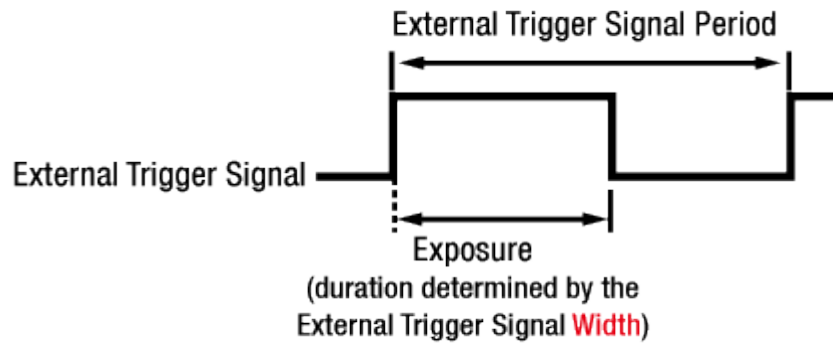 External Trigger Signal Period
External Trigger Signal
Exposure
(duration determined by the
External Trigger Signal Width)